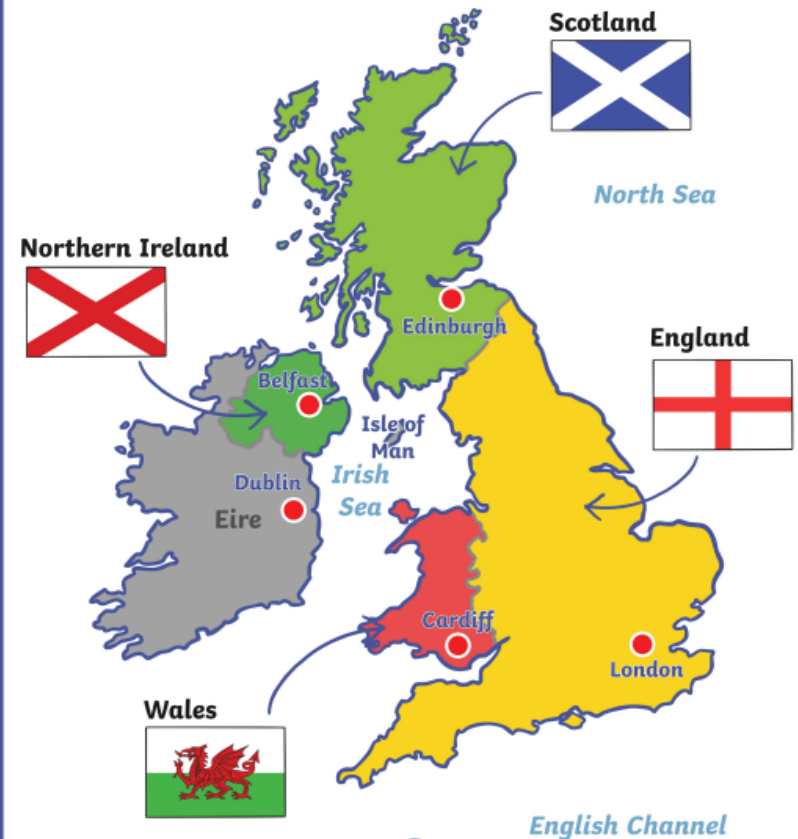 Scotland
North Sea
Northern Ireland
Edinburgh
England
Belfast
Isle of
Man
Irish
Sea
Dublin
Eire
Cardiff
London
Wales
English Channel